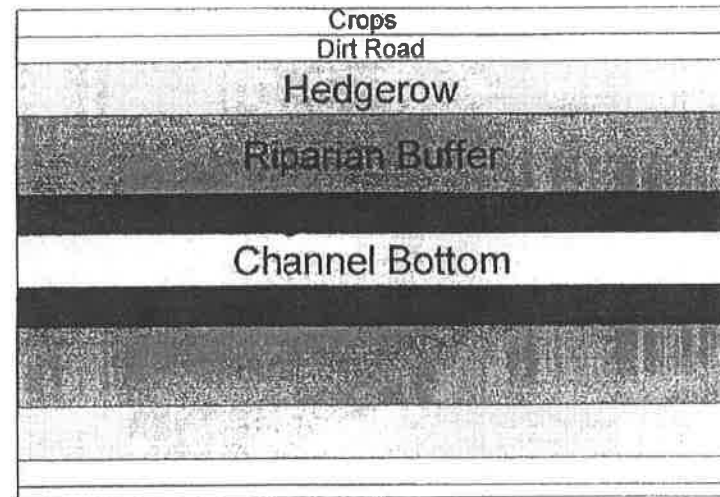 Crops
Dirt Road
Hedgerow
Riparian Buffer
Channel Bottom